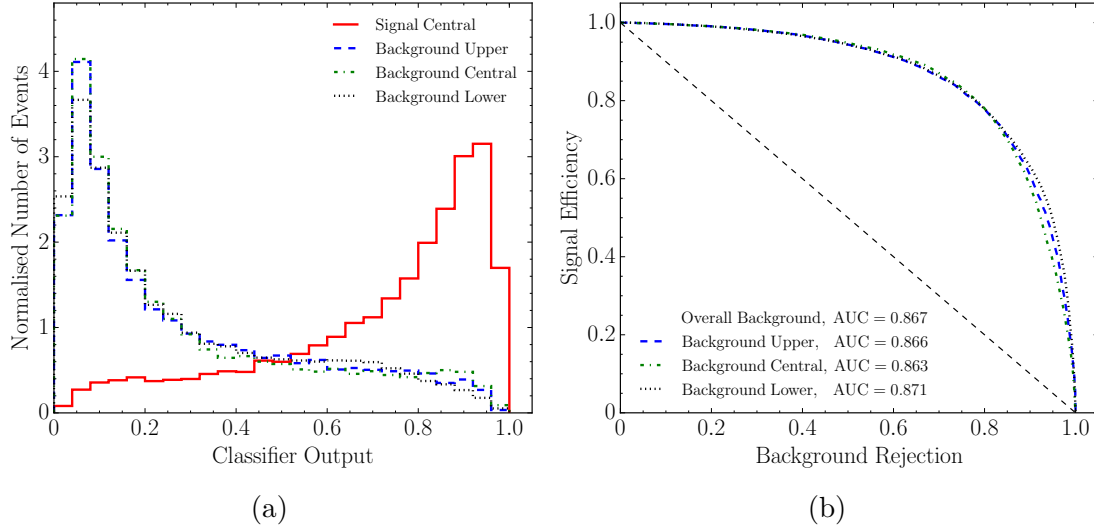 Normalised Number of Events
4
3
2
1
0
0
0.2
0.4
0.6
0.8
1.0
Classifier Output
Signal Central
Background Upper
Background Central
Background Lower
(a)
Signal Efficiency
1.0
0.8
0.6
0.4
0.2
0
0
0.2
0.4
0.6
0.8
1.0
Background Rejection
Overall Background, AUC = 0.867
Background Upper, AUC = 0.866
Background Central, AUC = 0.863
Background Lower, AUC = 0.871
(b)